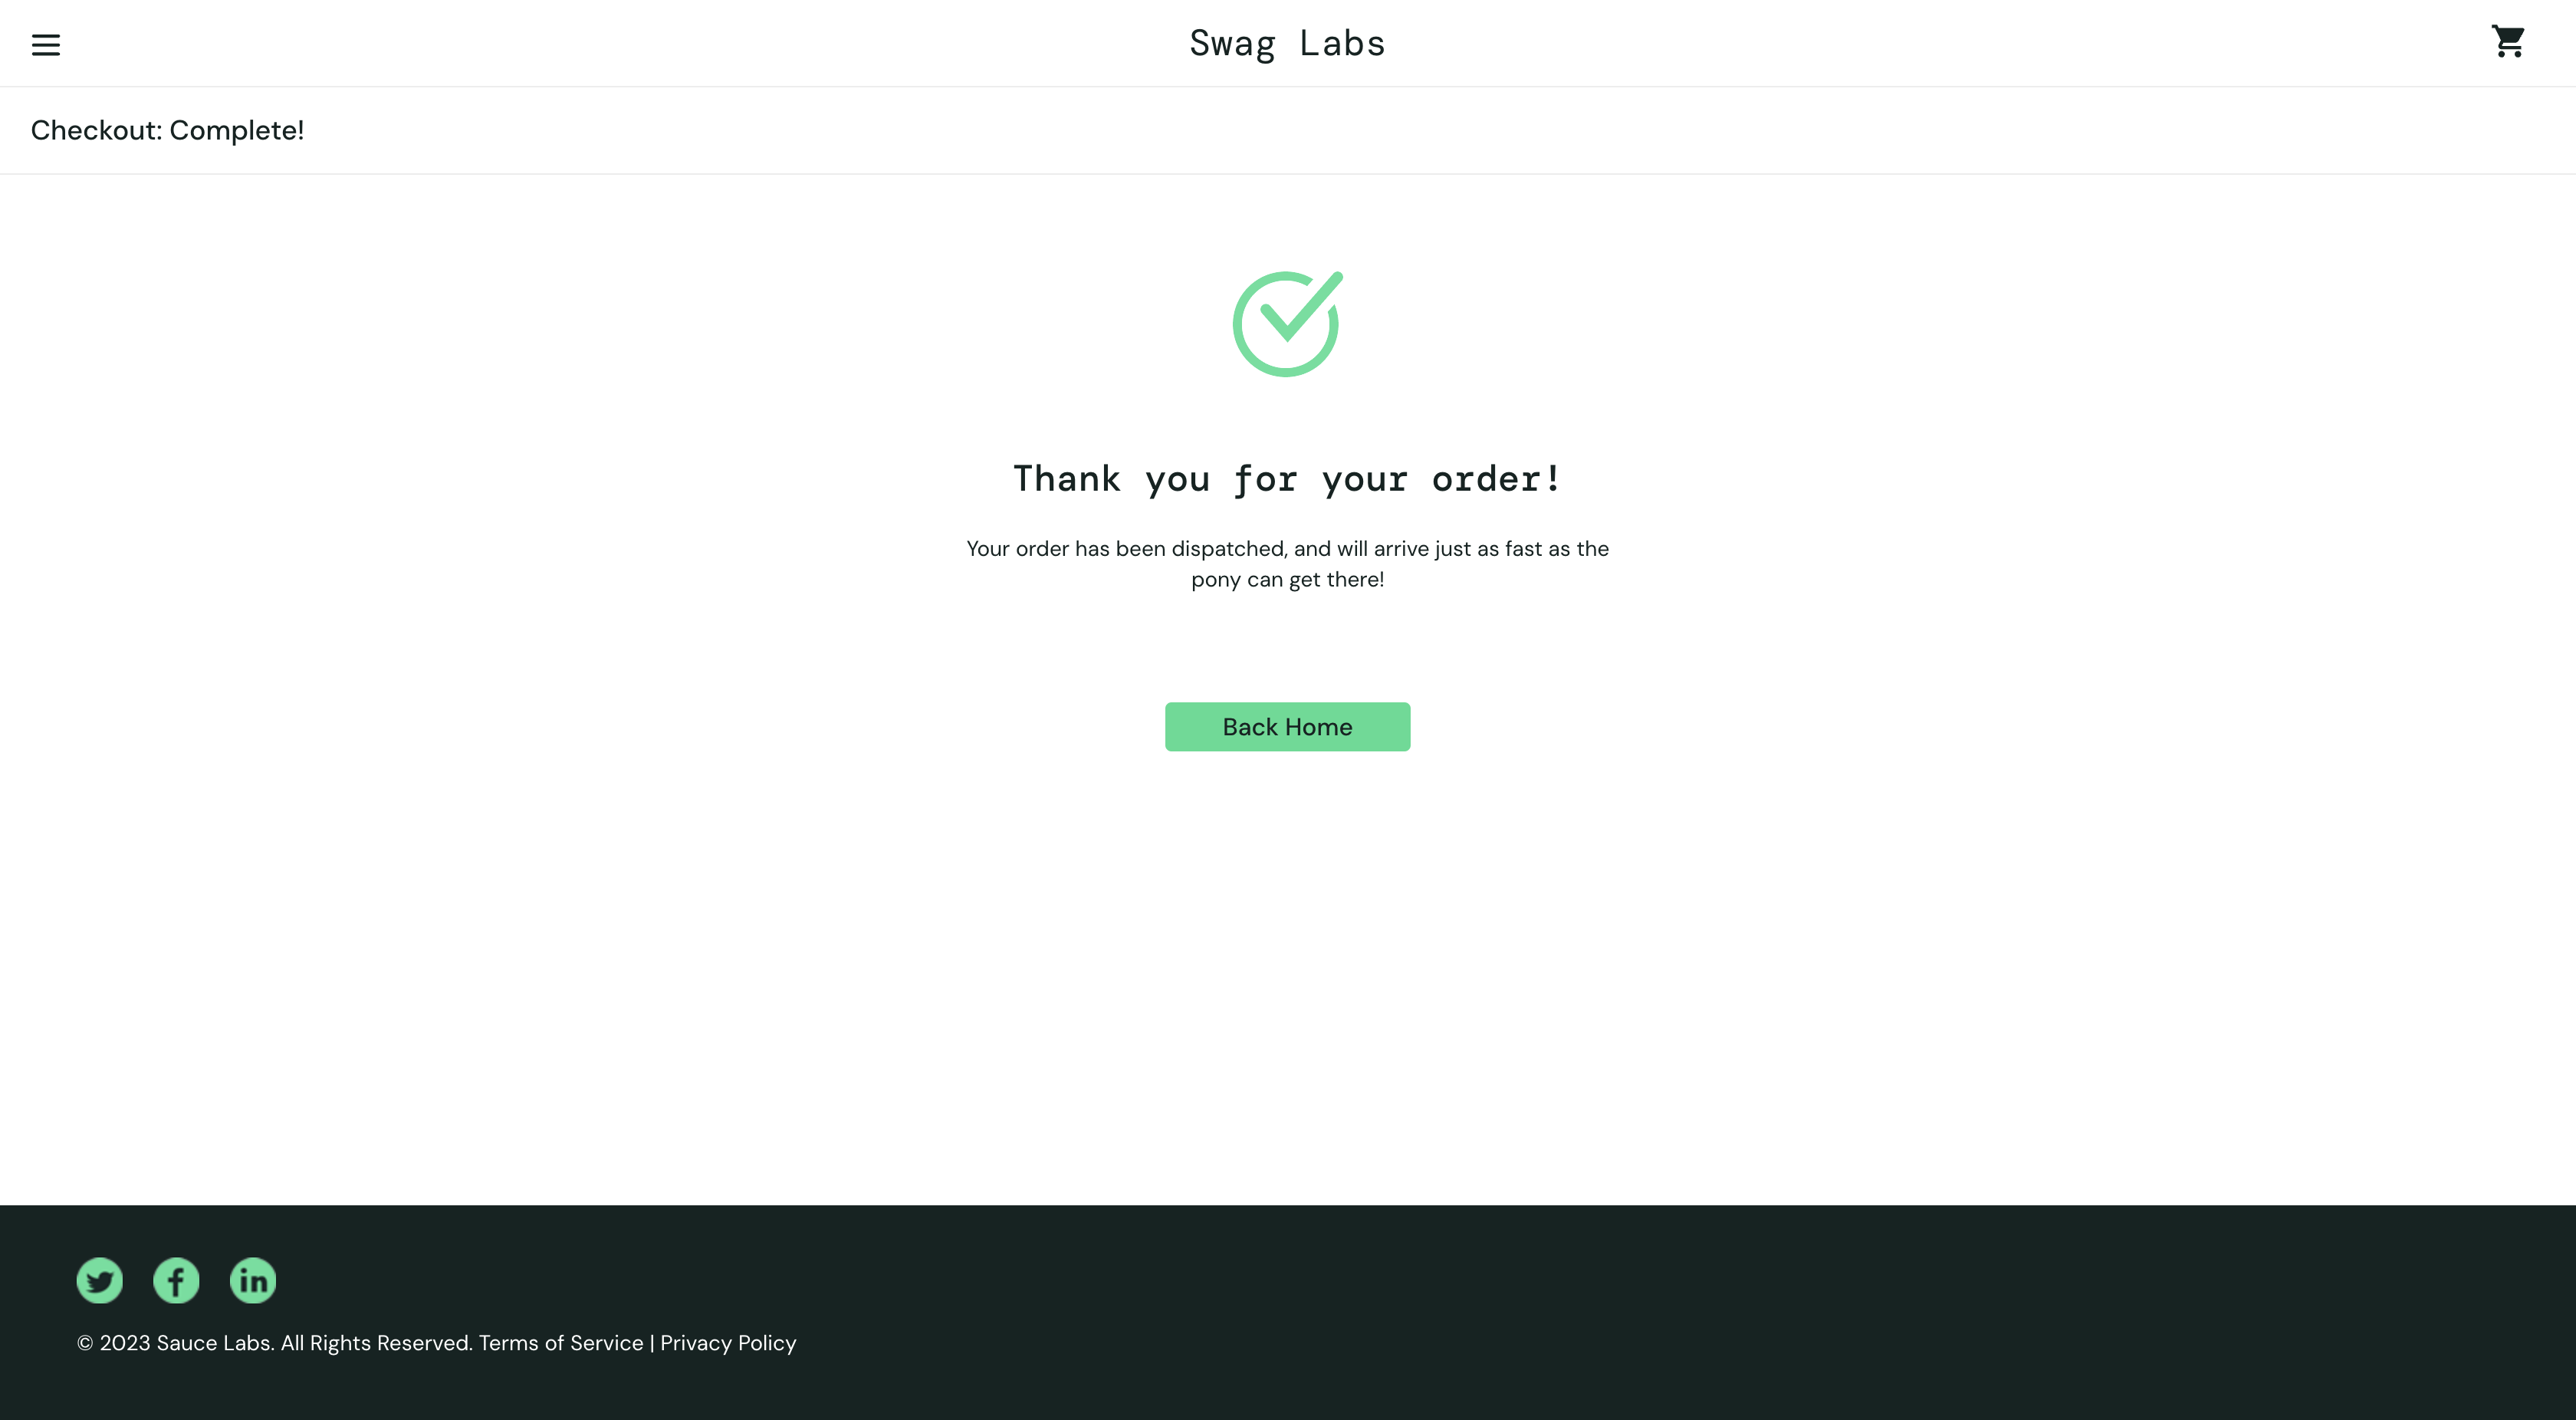 Swag Labs
Checkout: Complete!
Thank you for your order!
Your order has been dispatched, and will arrive just as fast as the
pony can get there!
Back Home
© 2023 Sauce Labs. All Rights Reserved. Terms of Service | Privacy Policy